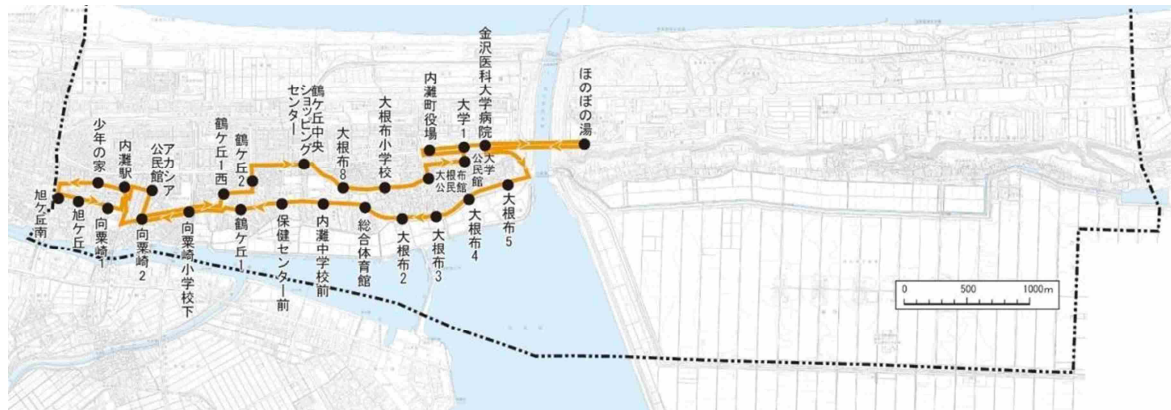 金沢医科大学病院
ほのぼの湯
鶴ケ丘中央
ショッピング
センター
内灘町役場
大学1
大根布小学校
大根布8
鶴ケ丘2
鶴ケ丘1西
アカシア
公民館
内灘駅
少年の家
大学
公民館
大根布
公民館
旭ケ丘南
旭ケ丘
向粟崎1
向粟崎2
向粟崎小学校下
鶴ケ丘1
保健センター前
内灘中学校前
総合体育館
大根布2
大根布3
大根布4
大根布5
0 500 1000m